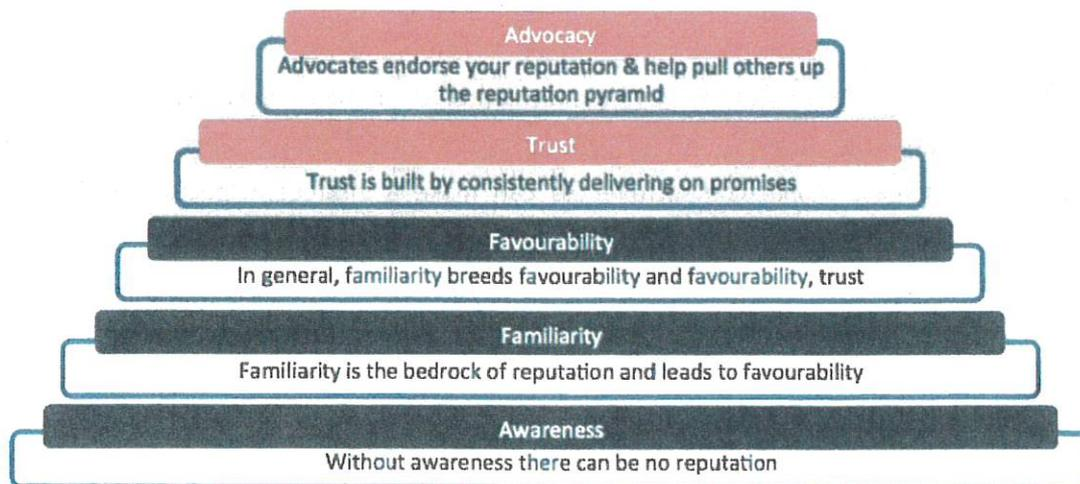 Advocacy
Advocates endorse your reputation & help pull others up
the reputation pyramid
Trust
Trust is built by consistently delivering on promises
Favourability
In general, familiarity breeds favourability and favourability, trust
Familiarity
Familiarity is the bedrock of reputation and leads to favourability
Awareness
Without awareness there can be no reputation